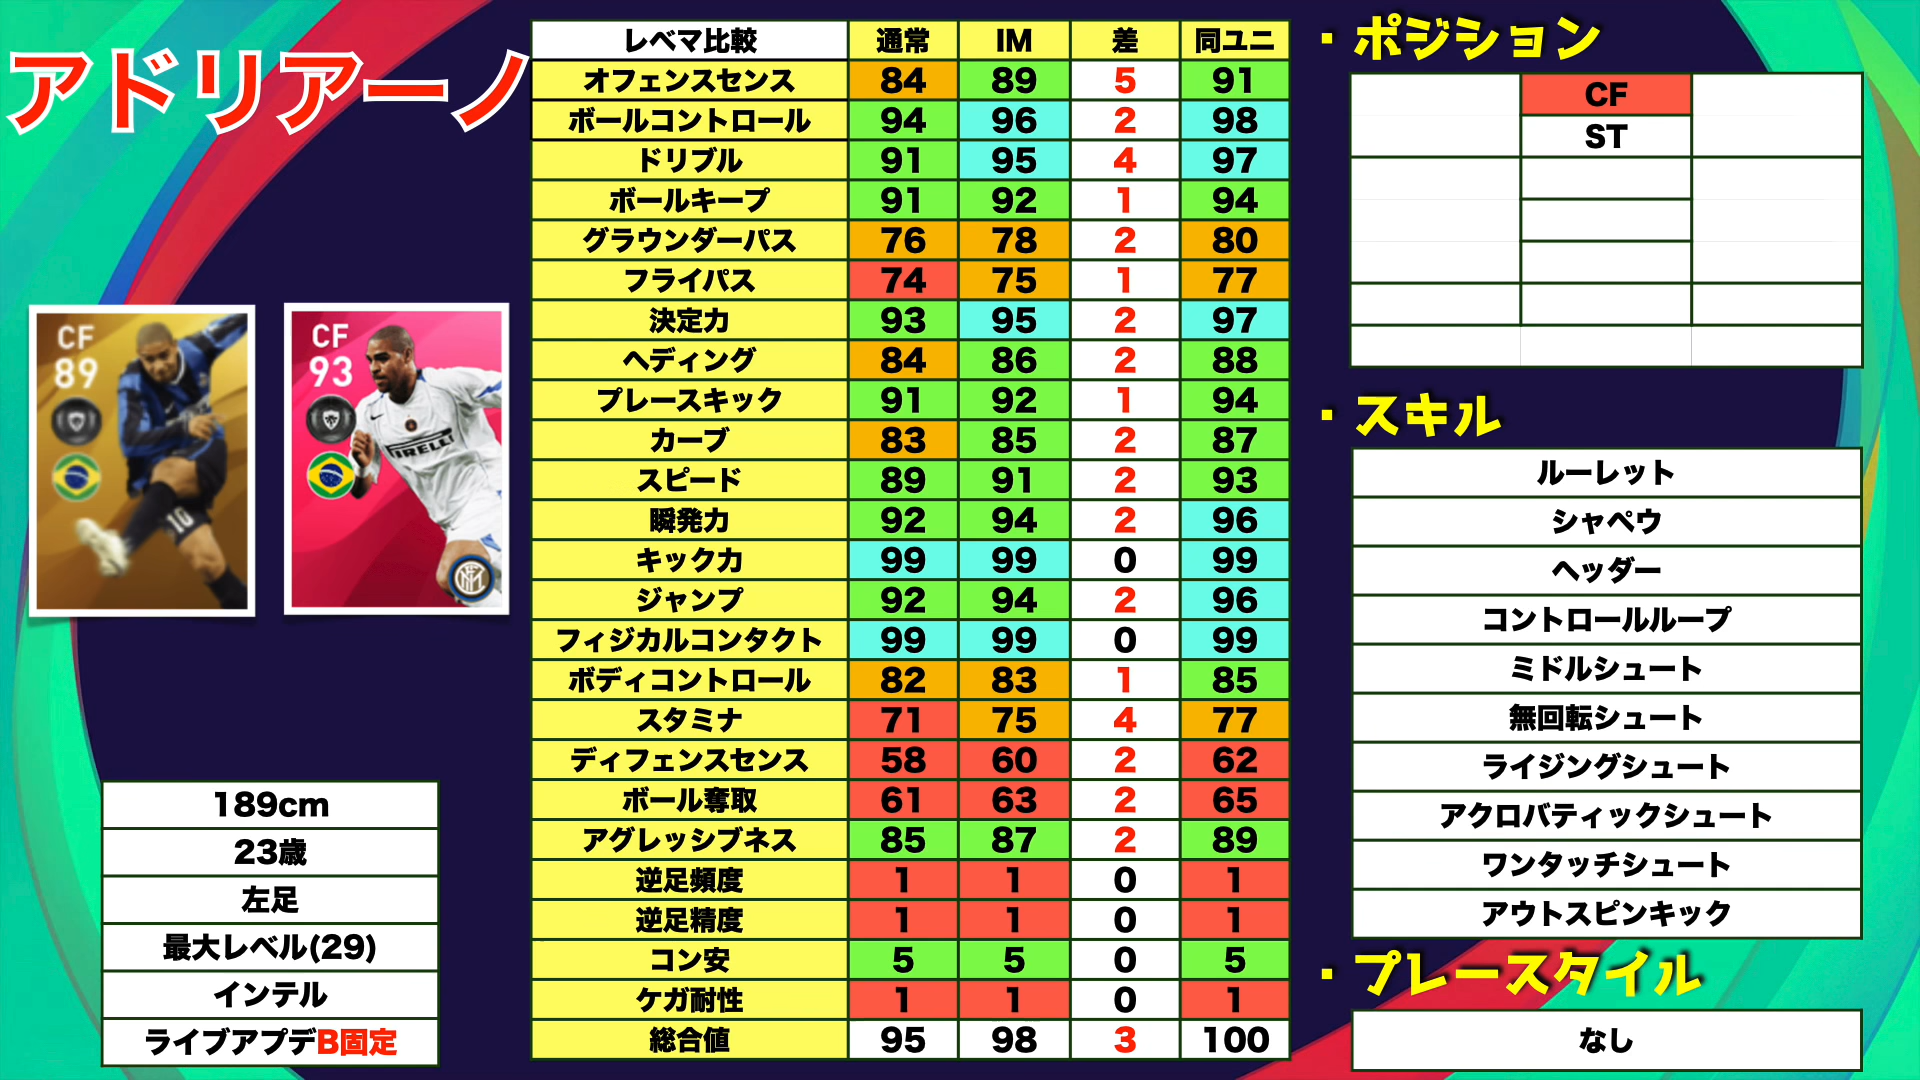 アドリアーノ
CF
89
10
CF
93
PIRELLI
189cm
23歳
左足
最大レベル(29)
インテル
ライブアプデB固定
レベマ比較 通常 IM 差 同ユニ
オフェンスセンス 84 89 5 91
ボールコントロール 94 96 2 98
ドリブル 91 95 4 97
ボールキープ 91 92 1 94
グラウンダーパス 76 78 2 80
フライパス 74 75 1 77
決定力 93 95 2 97
ヘディング 84 86 2 88
プレースキック 91 92 1 94
カーブ 83 85 2 87
スピード 89 91 2 93
瞬発力 92 94 2 96
キック力 99 99 0 99
ジャンプ 92 94 2 96
フィジカルコンタクト 99 99 0 99
ボディコントロール 82 83 1 85
スタミナ 71 75 4 77
ディフェンスセンス 58 60 2 62
ボール奪取 61 63 2 65
アグレッシブネス 85 87 2 89
逆足頻度 1 1 0 1
逆足精度 1 1 0 1
コン安 5 5 0 5
ケガ耐性 1 1 0 1
総合値 95 98 3 100
・ポジション
CF
ST
・スキル
ルーレット
シャペウ
ヘッダー
コントロールループ
ミドルシュート
無回転シュート
ライジングシュート
アクロバティックシュート
ワンタッチシュート
アウトスピンキック
・プレースタイル
なし